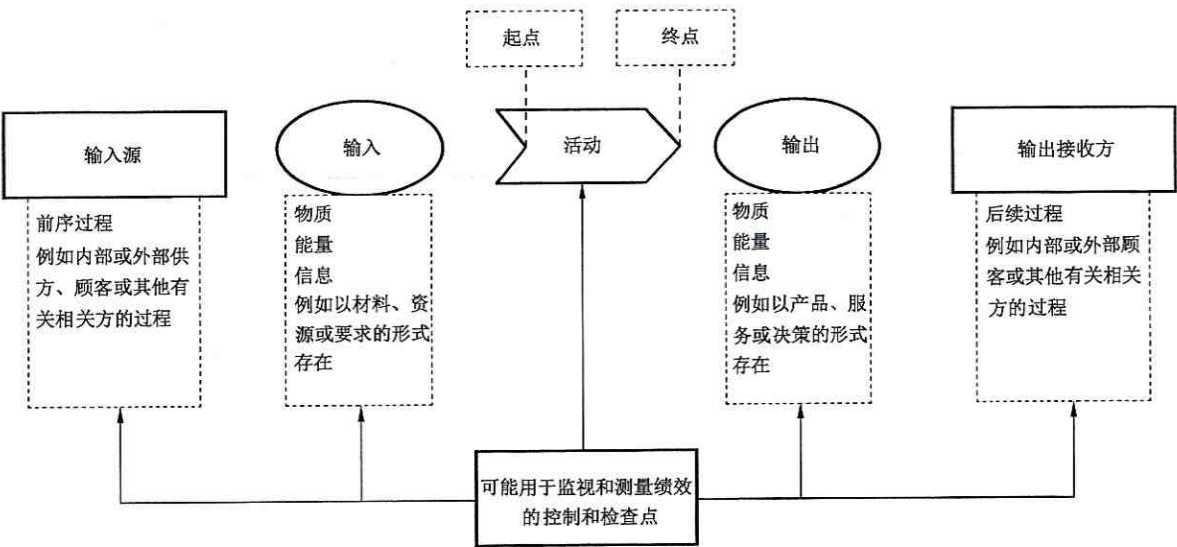 起点
终点
输入源
输入
活动
输出
输出接收方
前序过程
例如内部或外部供
方、顾客或其他有
关相关方的过程
物质
能量
信息
例如以材料、资
源或要求的形式
存在
物质
能量
信息
例如以产品、服
务或决策的形式
存在
后续过程
例如内部或外部顾
客或其他有关相关
方的过程
可能用于监视和测量绩效
的控制和检查点